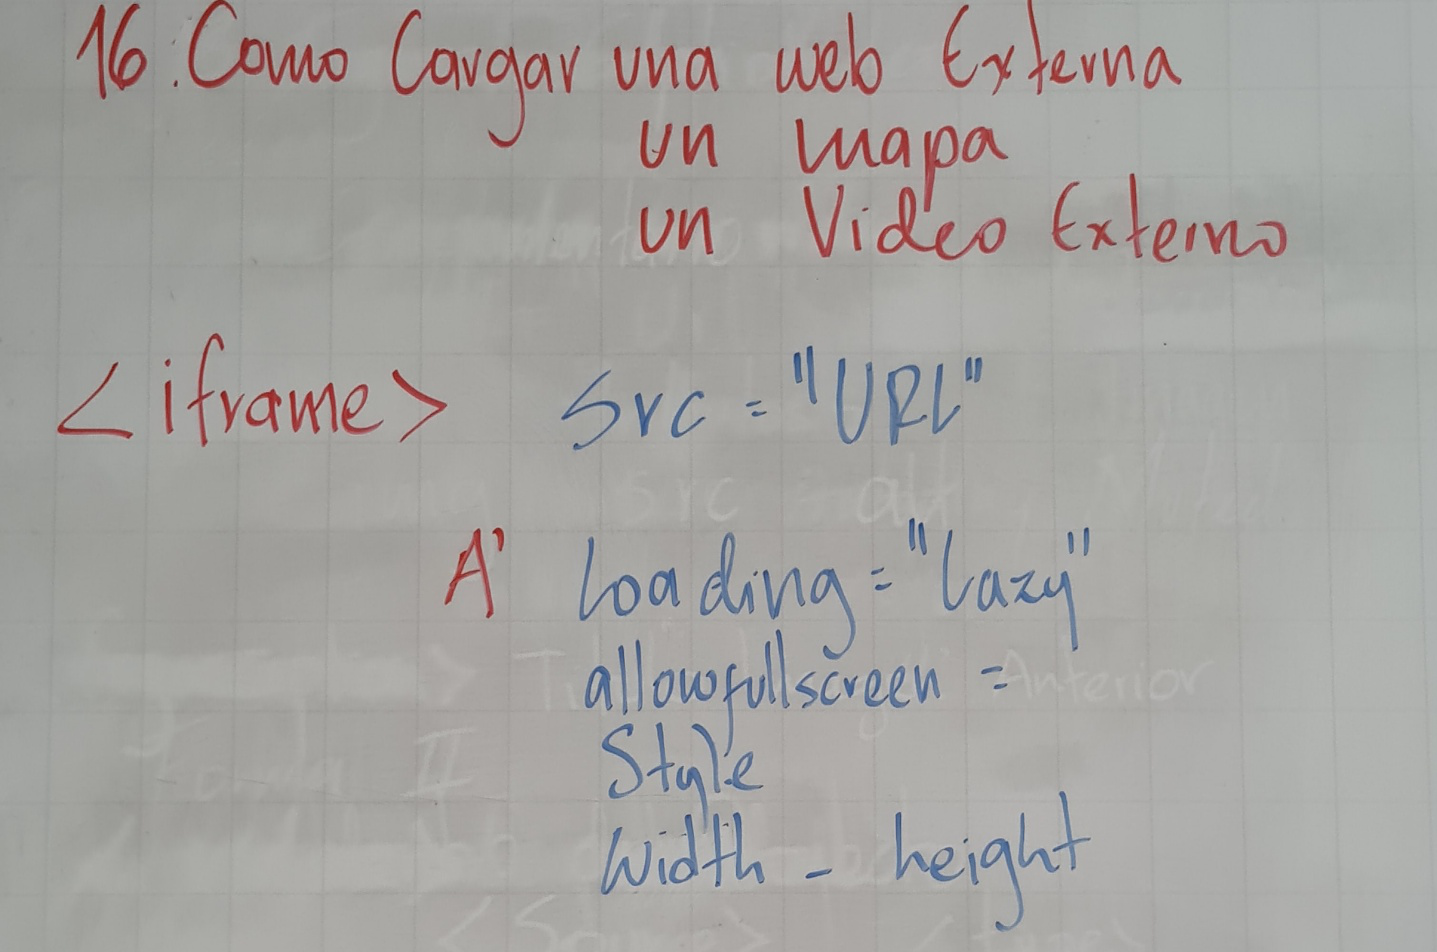 16. Como Cargar una web Externa
un mapa
un Video Externo
<iframe> src = "URL"
A' loading = "lazy"
allowfullscreen =
Style
Width - height